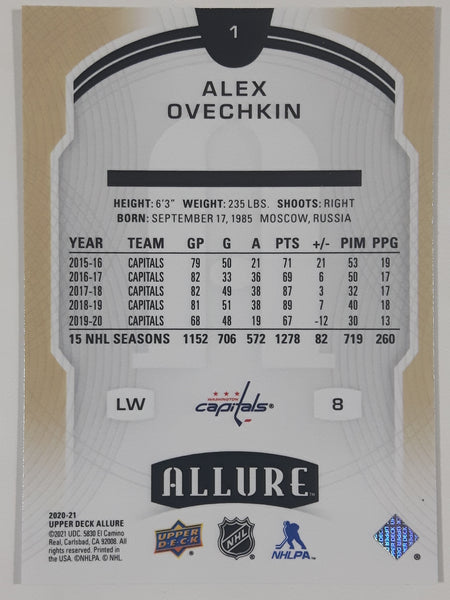 1
ALEX
OVECHKIN
HEIGHT: 6'3" WEIGHT: 235 LBS. SHOOTS: RIGHT
BORN: SEPTEMBER 17, 1985 MOSCOW, RUSSIA
YEAR TEAM GP G A PTS +/- PIM PPG
2015-16 CAPITALS 79 50 21 71 21 53 19
2016-17 CAPITALS 82 33 36 69 6 50 17
2017-18 CAPITALS 82 49 38 87 3 32 17
2018-19 CAPITALS 81 51 38 89 7 40 18
2019-20 CAPITALS 68 48 19 67 -12 30 13
15 NHL SEASONS 1152 706 572 1278 82 719 260
LW
WASHINGTON
capitals®
8
ALLURE™
2020-21
UPPER DECK ALLURE
©2021 UDC. 5830 El Camino
Real, Carlsbad, CA 92008. All
rights reserved. Printed in
the USA. ©NHLPA. © NHL.
UPPER
DECK
NHL
NHLPA
UPPER DECK
®